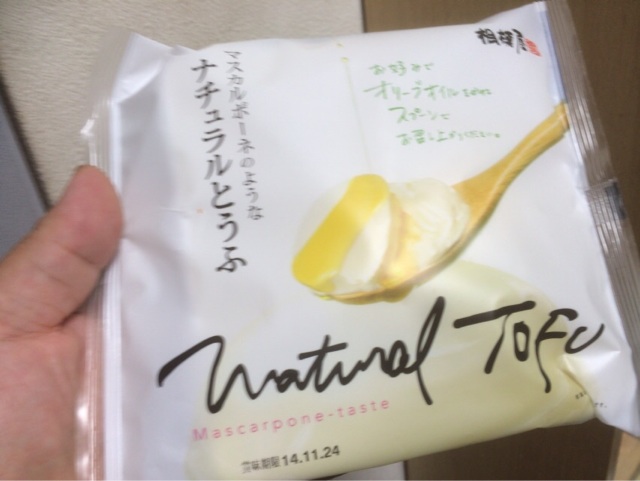 相模屋
マスカルポーネのような
ナチュラルとうふ
お好みで
オリーブオイルをかけて
スプーンで
お召し上がりください。
Natural TOFU
Mascarpone-taste
賞味期限14.11.24